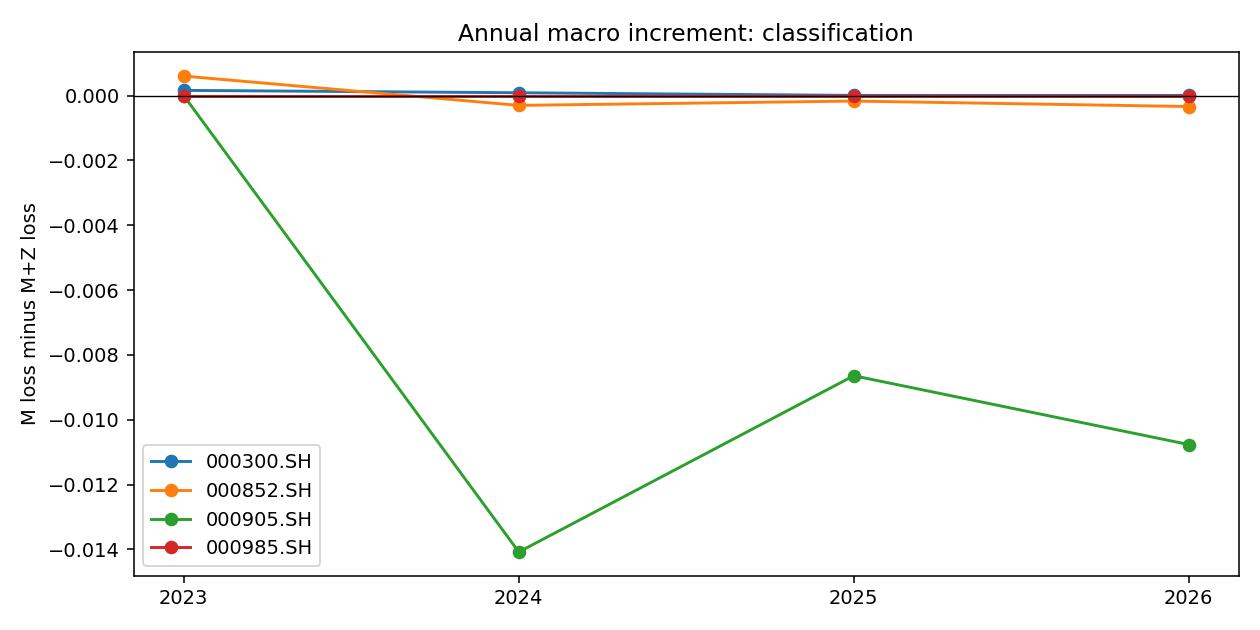 Annual macro increment: classification
M loss minus M+Z loss
0.000
−0.002
−0.004
−0.006
−0.008
−0.010
−0.012
−0.014
000300.SH
000852.SH
000905.SH
000985.SH
2023 2024 2025 2026